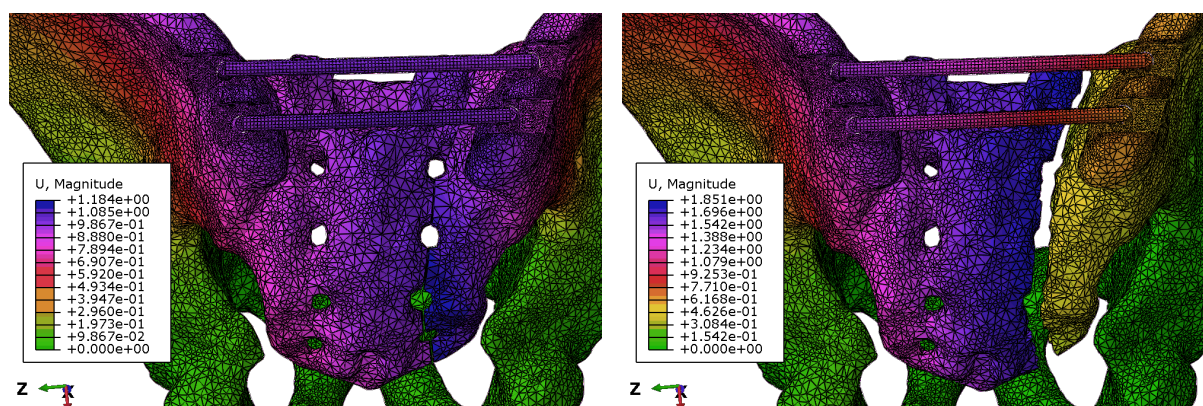 U, Magnitude
+1.184e+00
+1.085e+00
+9.867e-01
+8.880e-01
+7.894e-01
+6.907e-01
+5.920e-01
+4.934e-01
+3.947e-01
+2.960e-01
+1.973e-01
+9.867e-02
+0.000e+00
Z
X
U, Magnitude
+1.851e+00
+1.696e+00
+1.542e+00
+1.388e+00
+1.234e+00
+1.079e+00
+9.253e-01
+7.710e-01
+6.168e-01
+4.626e-01
+3.084e-01
+1.542e-01
+0.000e+00
Z
X